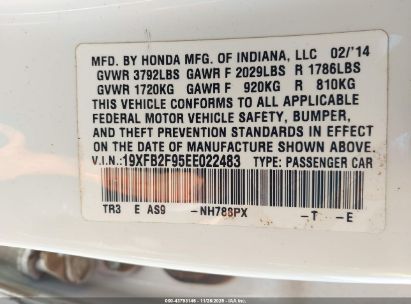 MFD. BY HONDA MFG. OF INDIANA, LLC 02/'14
GVWR 3792LBS GAWR F 2029LBS R 1786LBS
GVWR 1720KG GAWR F 920KG R 810KG
THIS VEHICLE CONFORMS TO ALL APPLICABLE
FEDERAL MOTOR VEHICLE SAFETY, BUMPER,
AND THEFT PREVENTION STANDARDS IN EFFECT
ON THE DATE OF MANUFACTURE SHOWN ABOVE.
V.I.N.:19XFB2F95EE022483 TYPE: PASSENGER CAR
TR3 E AS9 -NH788PX -T -E